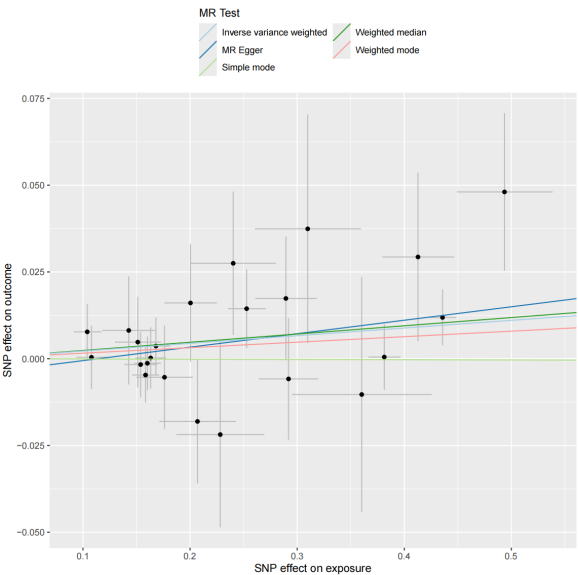 MR Test
Inverse variance weighted
Weighted median
MR Egger
Weighted mode
Simple mode
0.075
0.050
0.025
0.000
−0.025
−0.050
SNP effect on outcome
0.1 0.2 0.3 0.4 0.5
SNP effect on exposure